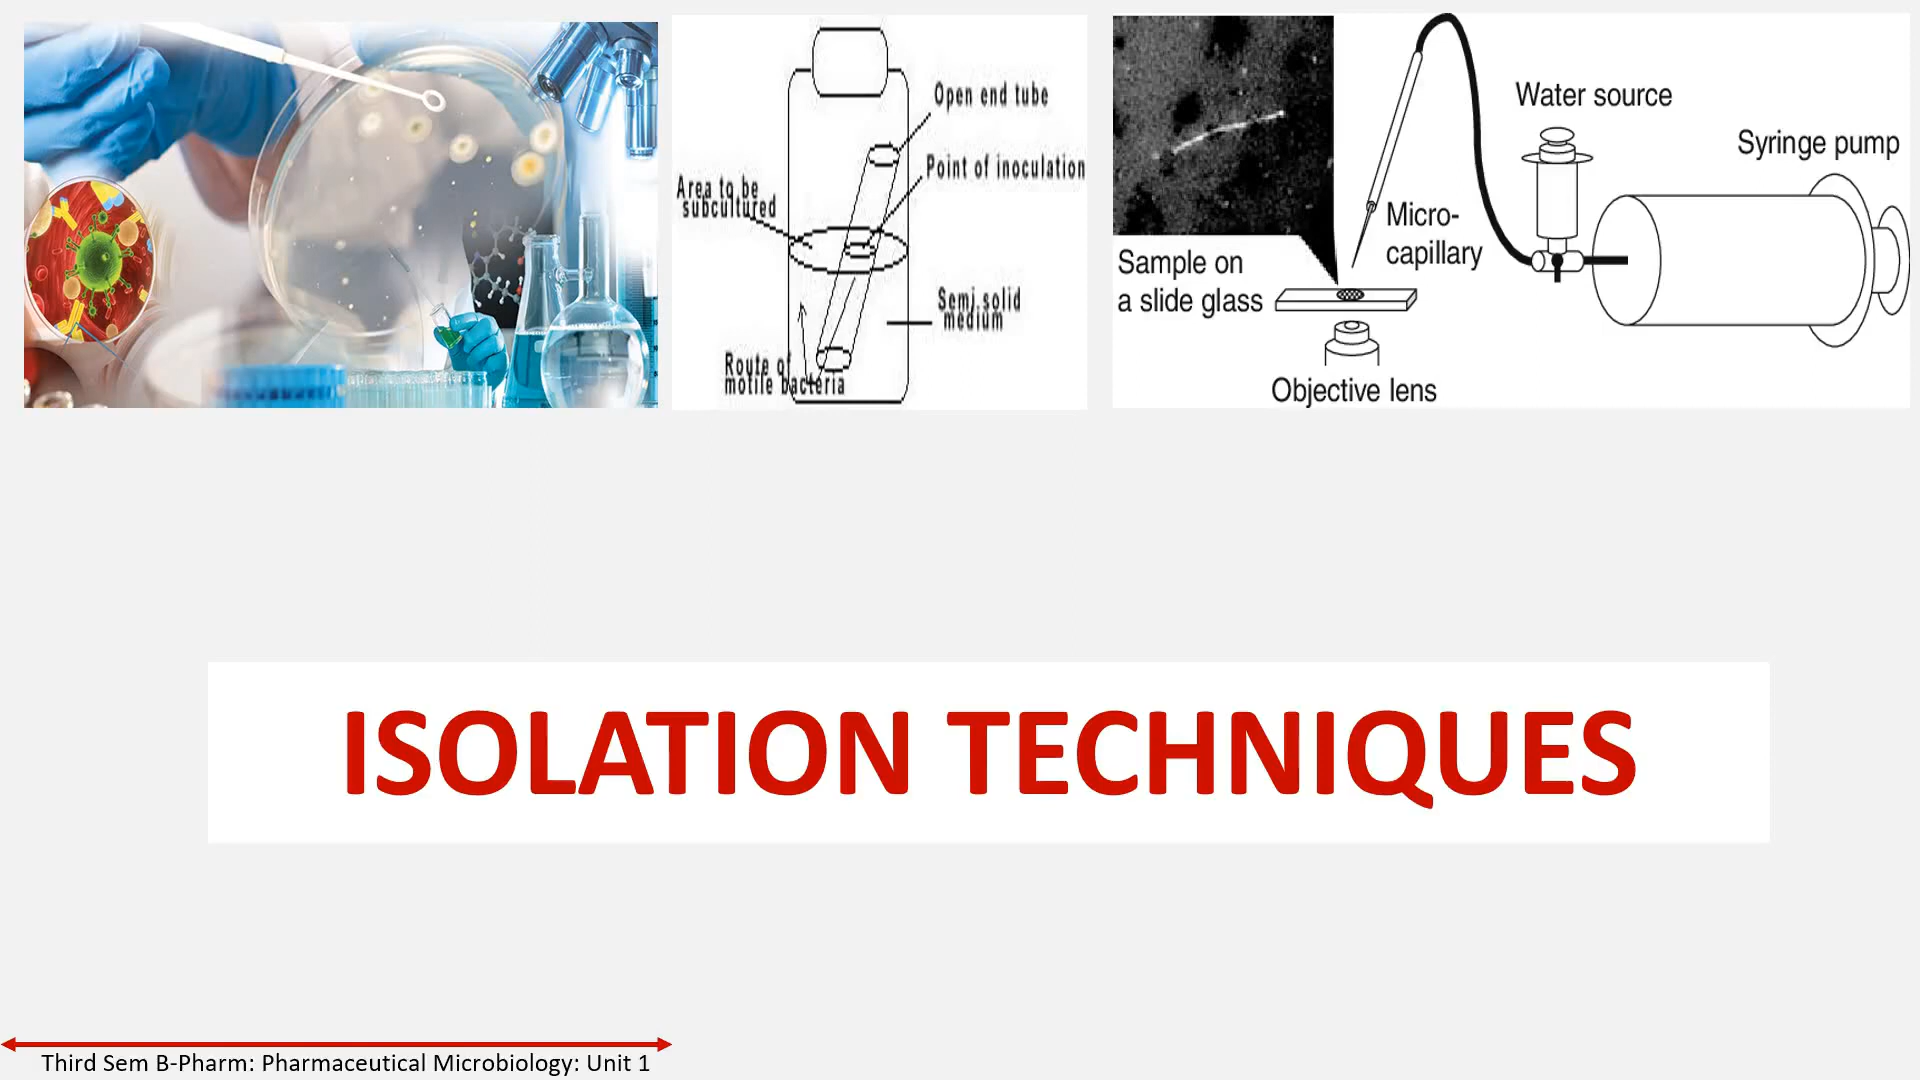 Open end tube
Point of inoculation
Area to be
subcultured
Semi solid
medium
Route of
motile bacteria
Water source
Syringe pump
Micro-
capillary
Sample on
a slide glass
Objective lens
ISOLATION TECHNIQUES
Third Sem B-Pharm: Pharmaceutical Microbiology: Unit 1